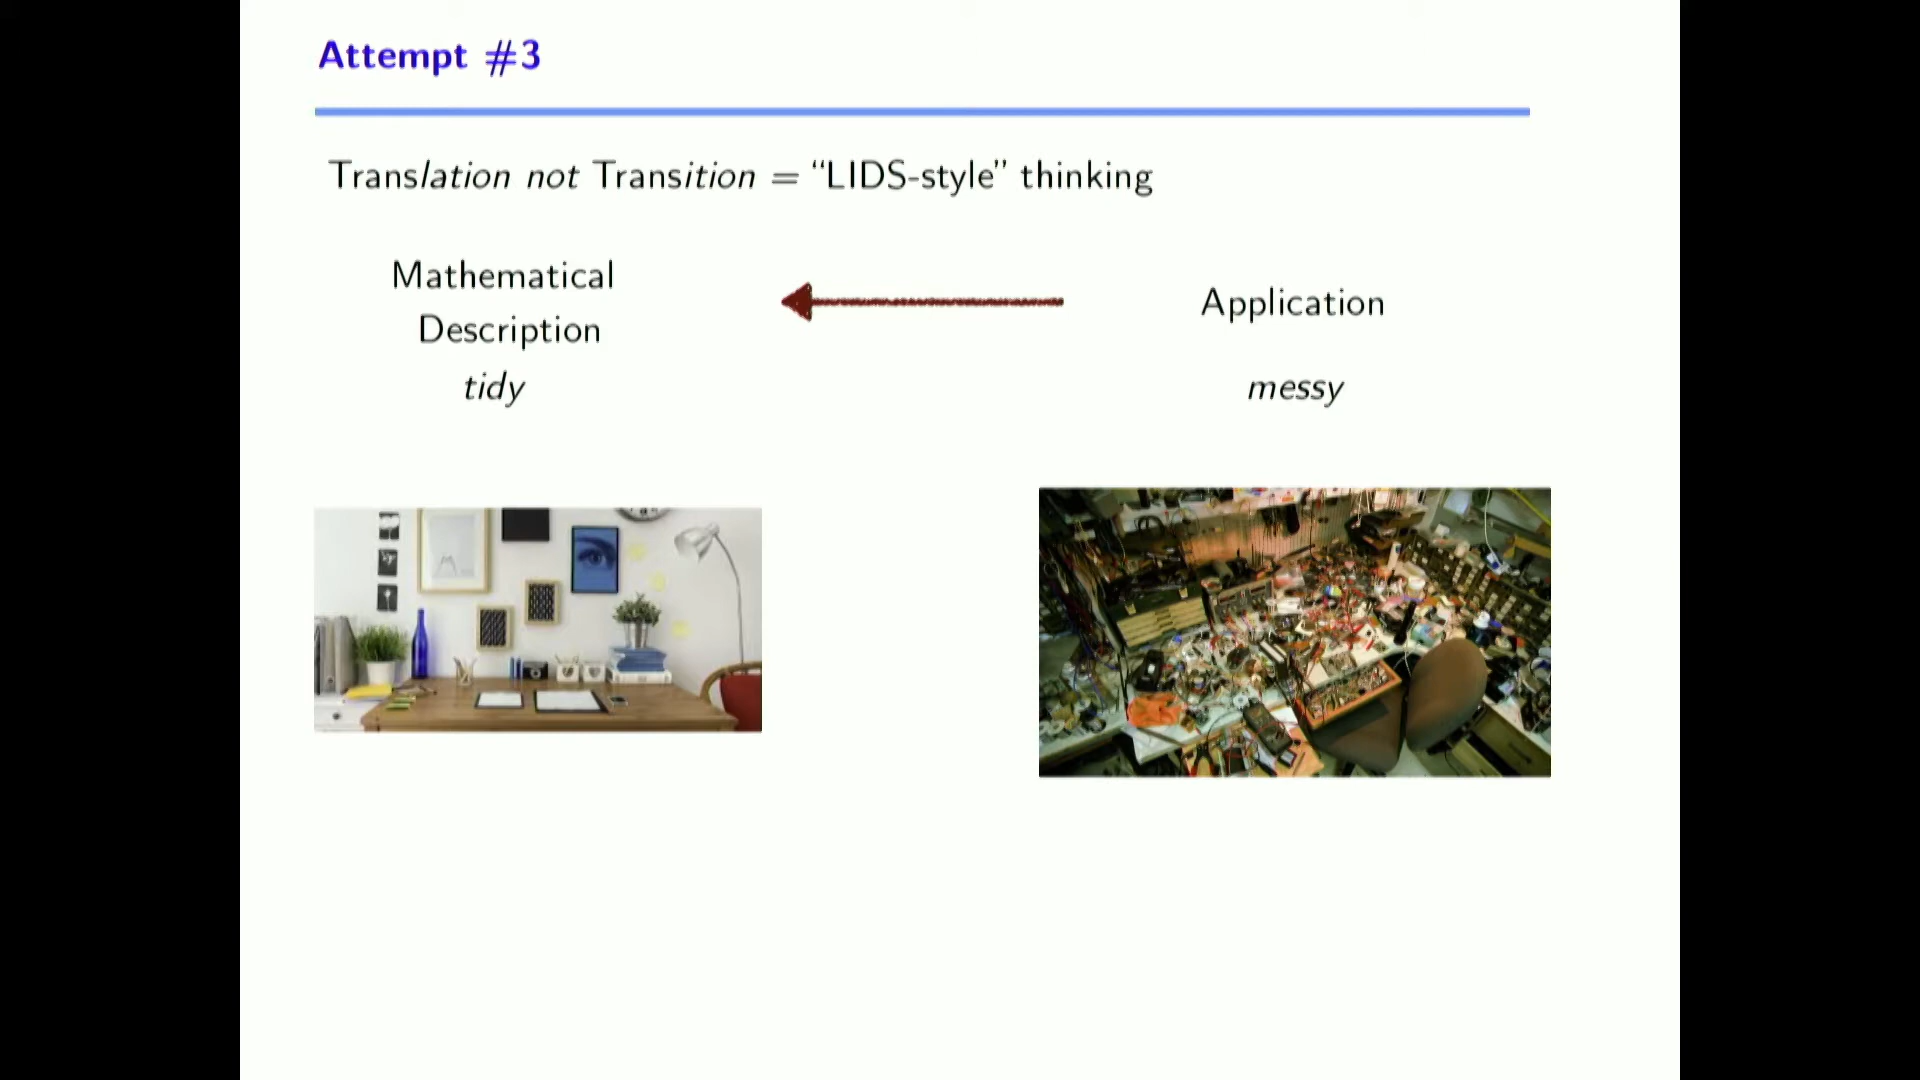 Attempt #3
Translation not Transition = “LIDS-style” thinking
Mathematical
Description
tidy
Application
messy